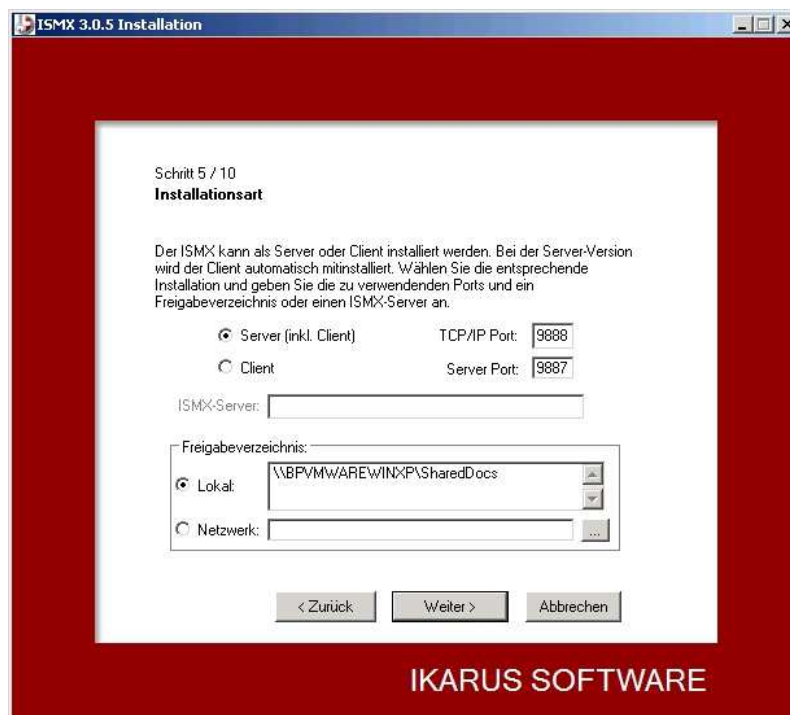 ISMX 3.0.5 Installation
Schritt 5 / 10
Installationsart
Der ISMX kann als Server oder Client installiert werden. Bei der Server-Version
wird der Client automatisch mitinstalliert. Wählen Sie die entsprechende
Installation und geben Sie die zu verwendenden Ports und ein
Freigabeverzeichnis oder einen ISMX-Server an.
Server (inkl. Client) TCP/IP Port: 9888
Client Server Port: 9887
ISMX-Server:
Freigabeverzeichnis:
Lokal: \\BPVMWAREWINXP\SharedDocs
Netzwerk: ...
< Zurück Weiter > Abbrechen
IKARUS SOFTWARE